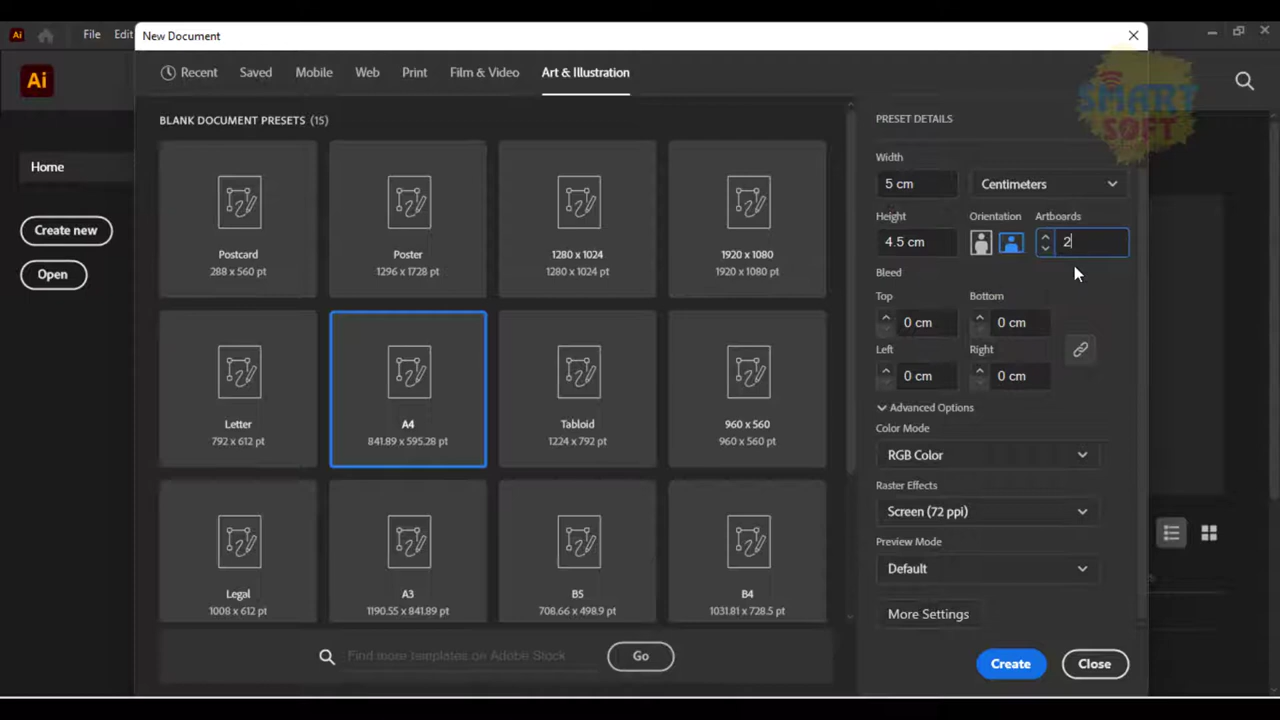 Ai
File Edit
New Document
Ai
Recent Saved Mobile Web Print Film & Video Art & Illustration
SMART
SOFT
BLANK DOCUMENT PRESETS (15)
PRESET DETAILS
Home
Create new
Open
Postcard
288 x 560 pt
Poster
1296 x 1728 pt
1280 x 1024
1280 x 1024 pt
1920 x 1080
1920 x 1080 pt
Letter
792 x 612 pt
A4
841.89 x 595.28 pt
Tabloid
1224 x 792 pt
960 x 560
960 x 560 pt
Legal
1008 x 612 pt
A3
1190.55 x 841.89 pt
B5
708.66 x 498.9 pt
B4
1031.81 x 728.5 pt
Find more templates on Adobe Stock
Go
Width
5 cm
Centimeters
Height
Orientation
Artboards
4.5 cm
2
Bleed
Top
Bottom
0 cm
0 cm
Left
Right
0 cm
0 cm
Advanced Options
Color Mode
RGB Color
Raster Effects
Screen (72 ppi)
Preview Mode
Default
More Settings
Create
Close